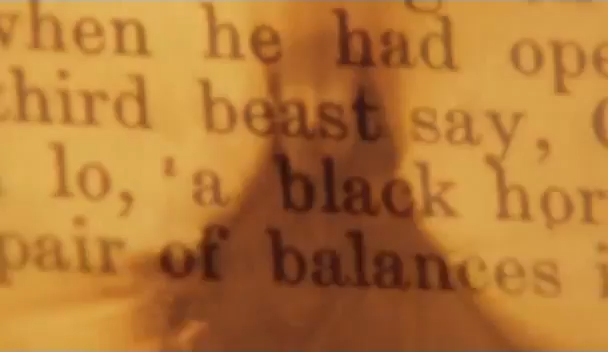 when he had ope
third beast say, C
lo, 'a black hor
pair of balances i